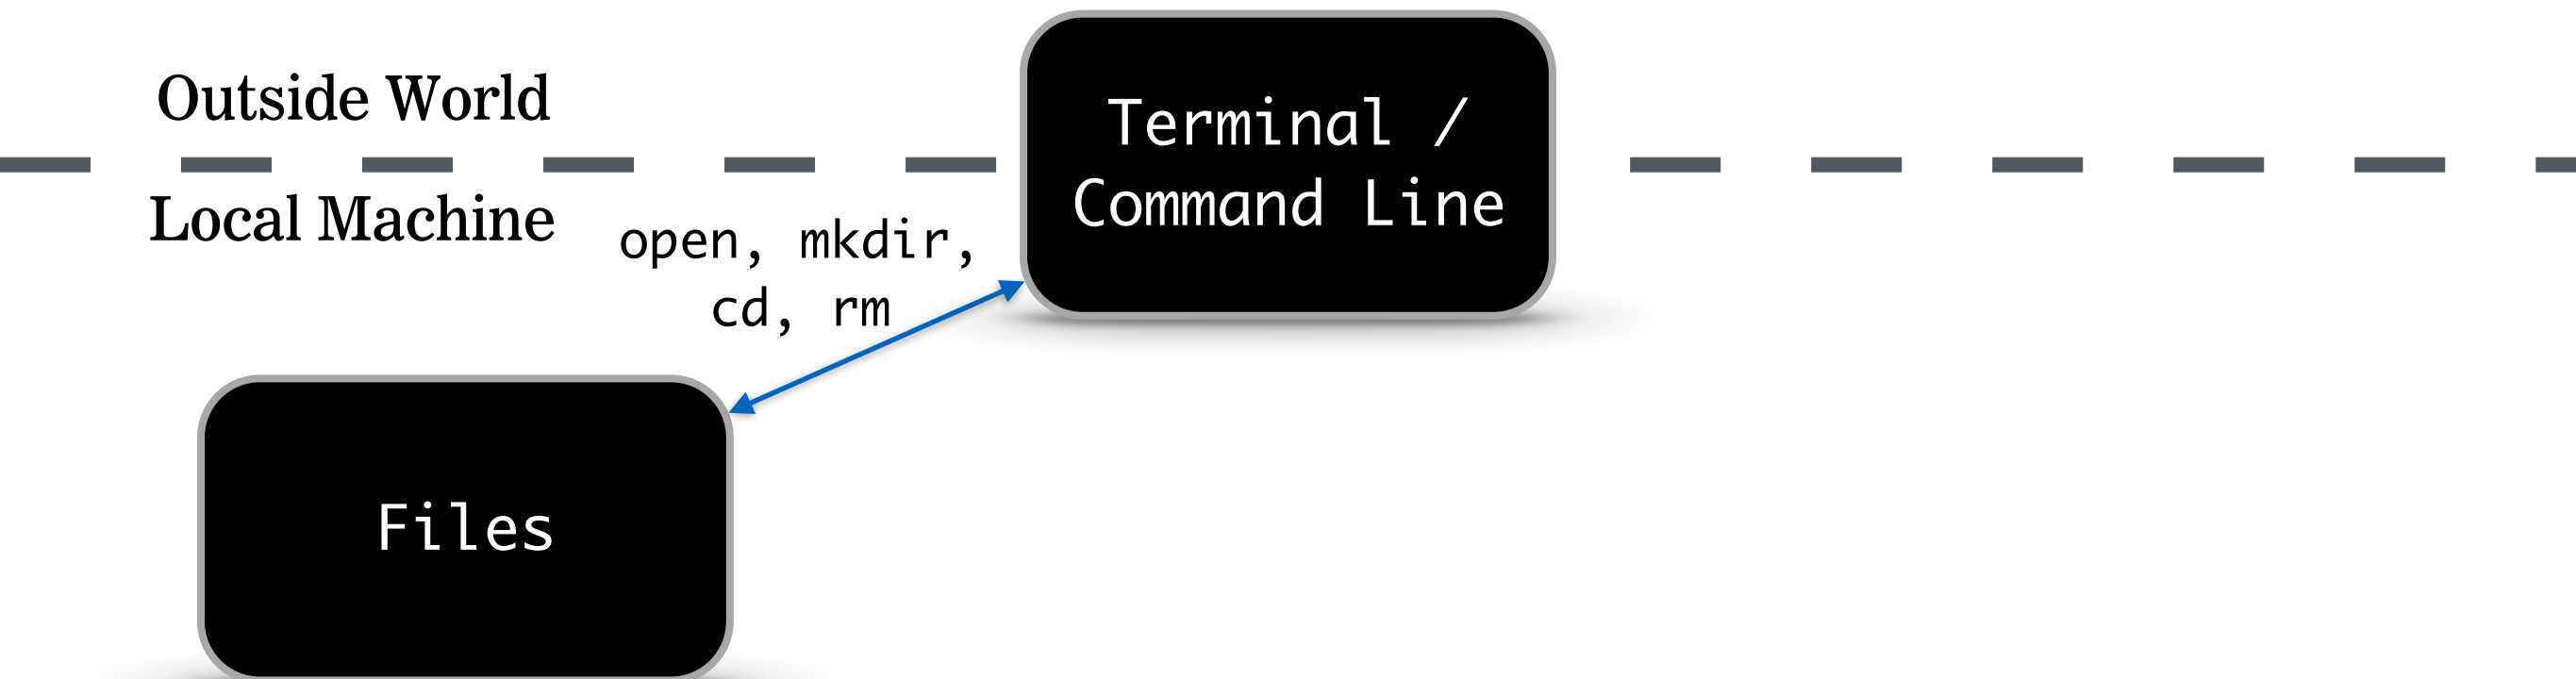 Outside World
Terminal /
Command Line
Local Machine
open, mkdir,
cd, rm
Files